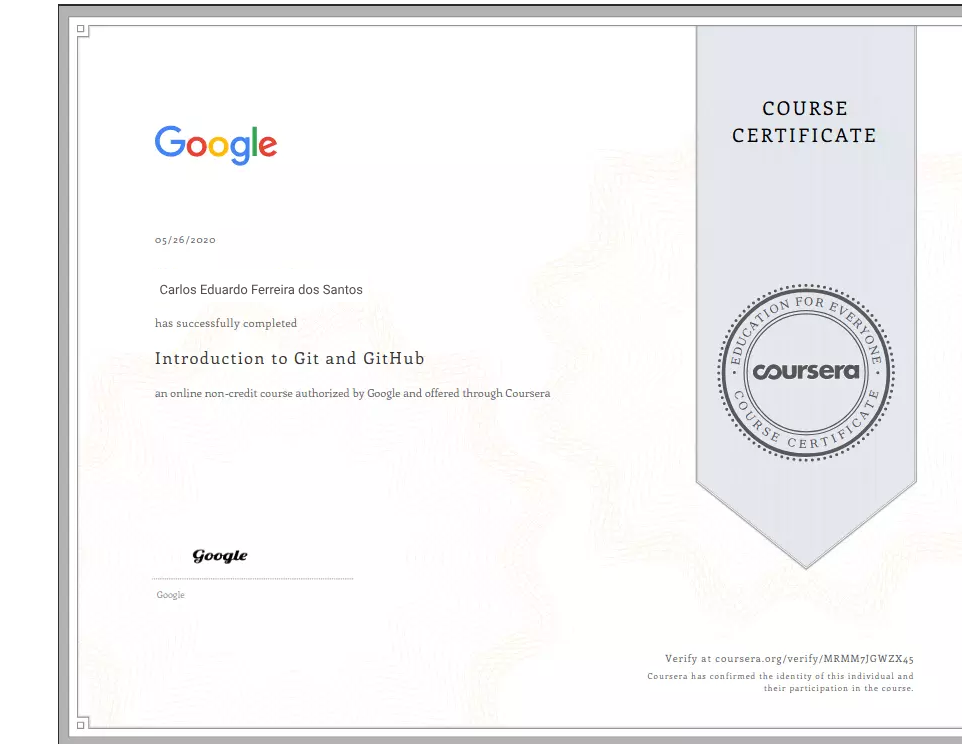 COURSE
CERTIFICATE
Google
05/26/2020
Carlos Eduardo Ferreira dos Santos
has successfully completed
Introduction to Git and GitHub
an online non-credit course authorized by Google and offered through Coursera
EDUCATION FOR EVERYONE
coursera
COURSE CERTIFICATE
Google
Google
Verify at coursera.org/verify/MRMM7JGWZX45
Coursera has confirmed the identity of this individual and
their participation in the course.